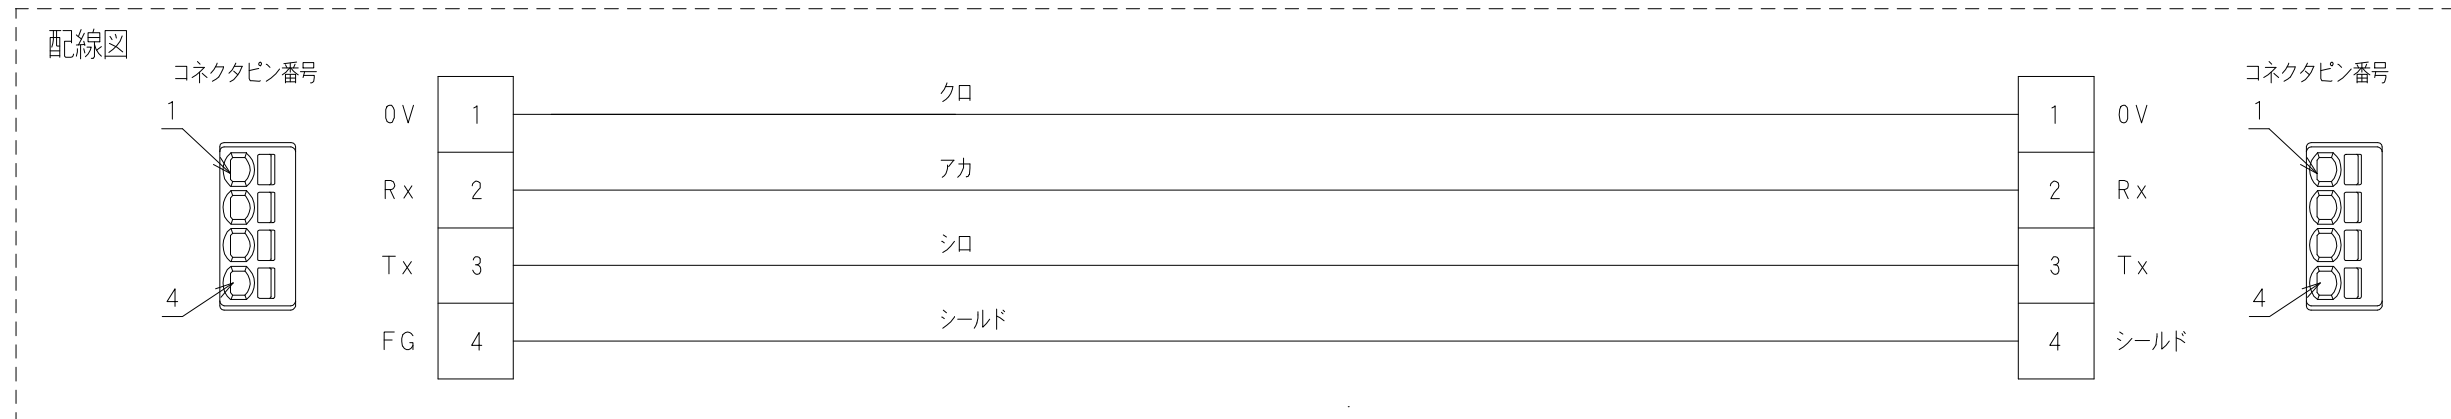 配線図
コネクタピン番号
1
4
0V 1 クロ 1 0V
Rx 2 アカ 2 Rx
Tx 3 シロ 3 Tx
FG 4 シールド 4 シールド
コネクタピン番号
1
4